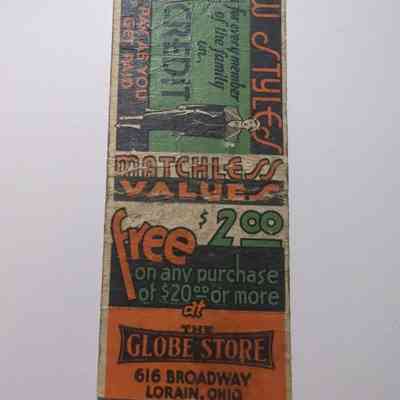 W STYLES
for every member
of the family
in
CREDIT
PAY AS YOU
GET PAID
MATCHLESS
VALUES
free $2.00
on any purchase
of $20.00 or more
at
THE
GLOBE STORE
616 BROADWAY
LORAIN, OHIO